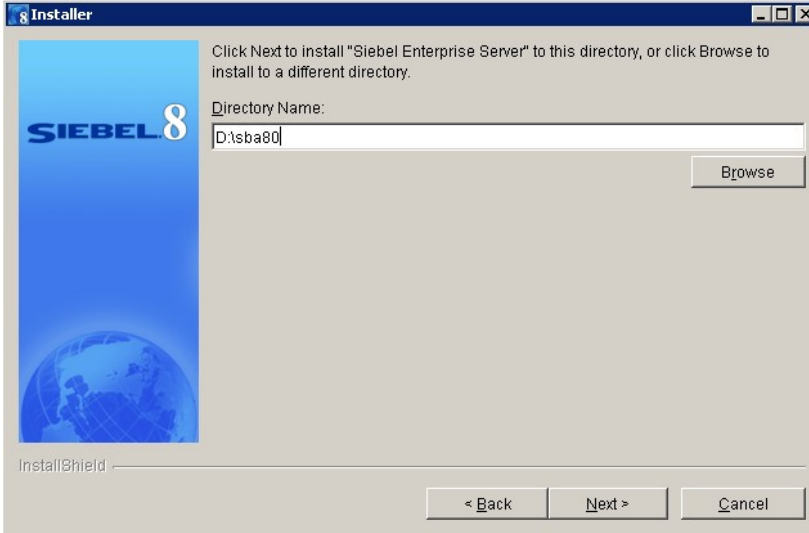 8 Installer
Click Next to install "Siebel Enterprise Server" to this directory, or click Browse to
install to a different directory.
Directory Name:
SIEBEL.8
D:\sba80
Browse
InstallShield
< Back
Next >
Cancel